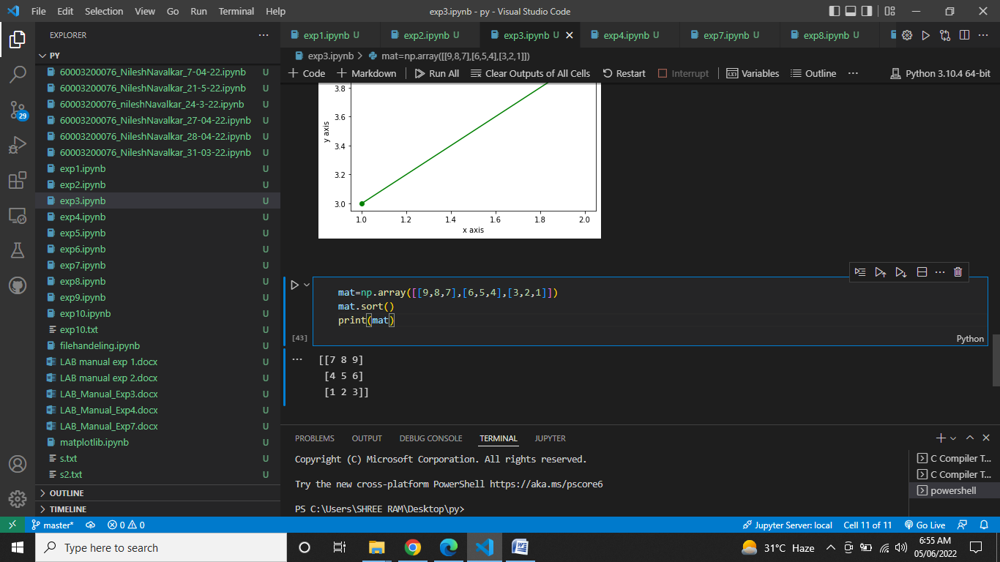 File Edit Selection View Go Run Terminal Help exp3.ipynb - py - Visual Studio Code
EXPLORER
PY
60003200076_NileshNavalkar_7-04-22.ipynb U
60003200076_NileshNavalkar_21-5-22.ipynb U
60003200076_nileshNavalkar_24-3-22.ipynb U
60003200076_NileshNavalkar_27-04-22.ipynb U
60003200076_NileshNavalkar_28-04-22.ipynb U
60003200076_NileshNavalkar_31-03-22.ipynb U
exp1.ipynb U
exp2.ipynb U
exp3.ipynb U
exp4.ipynb U
exp5.ipynb U
exp6.ipynb U
exp7.ipynb U
exp8.ipynb U
exp9.ipynb U
exp10.ipynb U
exp10.txt U
filehandeling.ipynb U
LAB manual exp 1.docx U
LAB manual exp 2.docx U
LAB_Manual_Exp3.docx U
LAB_Manual_Exp4.docx U
LAB_Manual_Exp7.docx U
matplotlib.ipynb U
s.txt U
s2.txt U
OUTLINE
TIMELINE
29
exp1.ipynb U exp2.ipynb U exp3.ipynb U exp4.ipynb U exp7.ipynb U exp8.ipynb U
exp3.ipynb > mat=np.array([[9,8,7],[6,5,4],[3,2,1]])
+ Code + Markdown Run All Clear Outputs of All Cells Restart Interrupt Variables Outline ... Python 3.10.4 64-bit
3.8
3.6
3.4
3.2
3.0
y axis
1.0 1.2 1.4 1.6 1.8 2.0
x axis
mat=np.array([[9,8,7],[6,5,4],[3,2,1]])
mat.sort()
print(mat)
[43]
Python
[[7 8 9]
[4 5 6]
[1 2 3]]
PROBLEMS OUTPUT DEBUG CONSOLE TERMINAL JUPYTER
Copyright (C) Microsoft Corporation. All rights reserved.
Try the new cross-platform PowerShell https://aka.ms/pscore6
PS C:\Users\SHREE RAM\Desktop\py>
C Compiler T...
C Compiler T...
powershell
master* 0 0 Jupyter Server: local Cell 11 of 11 Go Live
Type here to search
31°C Haze
6:55 AM
05/06/2022